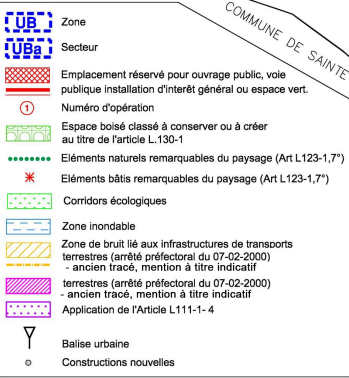 COMMUNE DE SAINTE
UB Zone
UBa Secteur
Emplacement réservé pour ouvrage public, voie
publique installation d'interêt général ou espace vert.
1 Numéro d'opération
Espace boisé classé à conserver ou à créer
au titre de l'article L.130-1
Eléments naturels remarquables du paysage (Art L123-1,7°)
Eléments bâtis remarquables du paysage (Art L123-1,7°)
Corridors écologiques
Zone inondable
Zone de bruit lié aux infrastructures de transports
terrestres (arrêté préfectoral du 07-02-2000)
- ancien tracé, mention à titre indicatif
terrestres (arrêté préfectoral du 07-02-2000)
- ancien tracé, mention à titre indicatif
Application de l'Article L111-1- 4
Balise urbaine
Constructions nouvelles